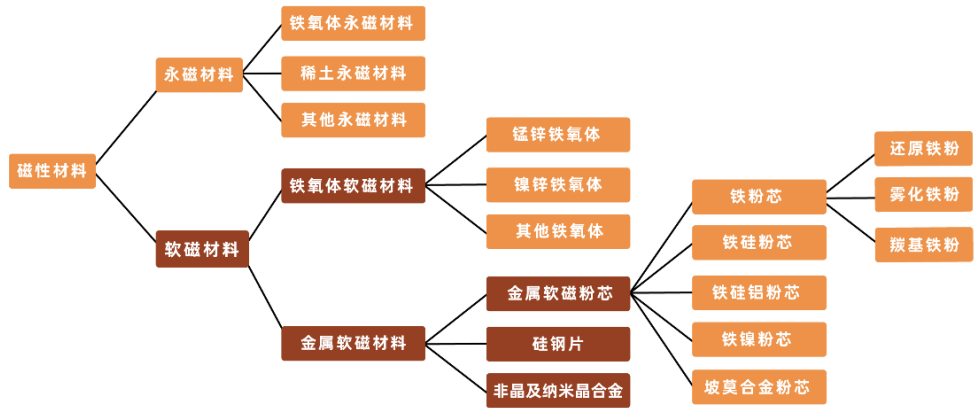 磁性材料
永磁材料
铁氧体永磁材料
稀土永磁材料
其他永磁材料
软磁材料
铁氧体软磁材料
锰锌铁氧体
镍锌铁氧体
其他铁氧体
金属软磁材料
金属软磁粉芯
铁粉芯
还原铁粉
雾化铁粉
羰基铁粉
铁硅粉芯
铁硅铝粉芯
铁镍粉芯
坡莫合金粉芯
硅钢片
非晶及纳米晶合金